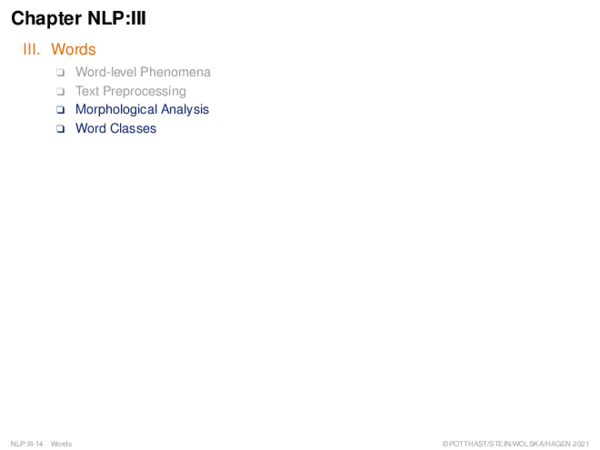 Chapter NLP:III
III. Words
❑ Word-level Phenomena
❑ Text Preprocessing
❑ Morphological Analysis
❑ Word Classes
NLP:III-14 Words ©POTTHAST/STEIN/WOLSKA/HAGEN 2021